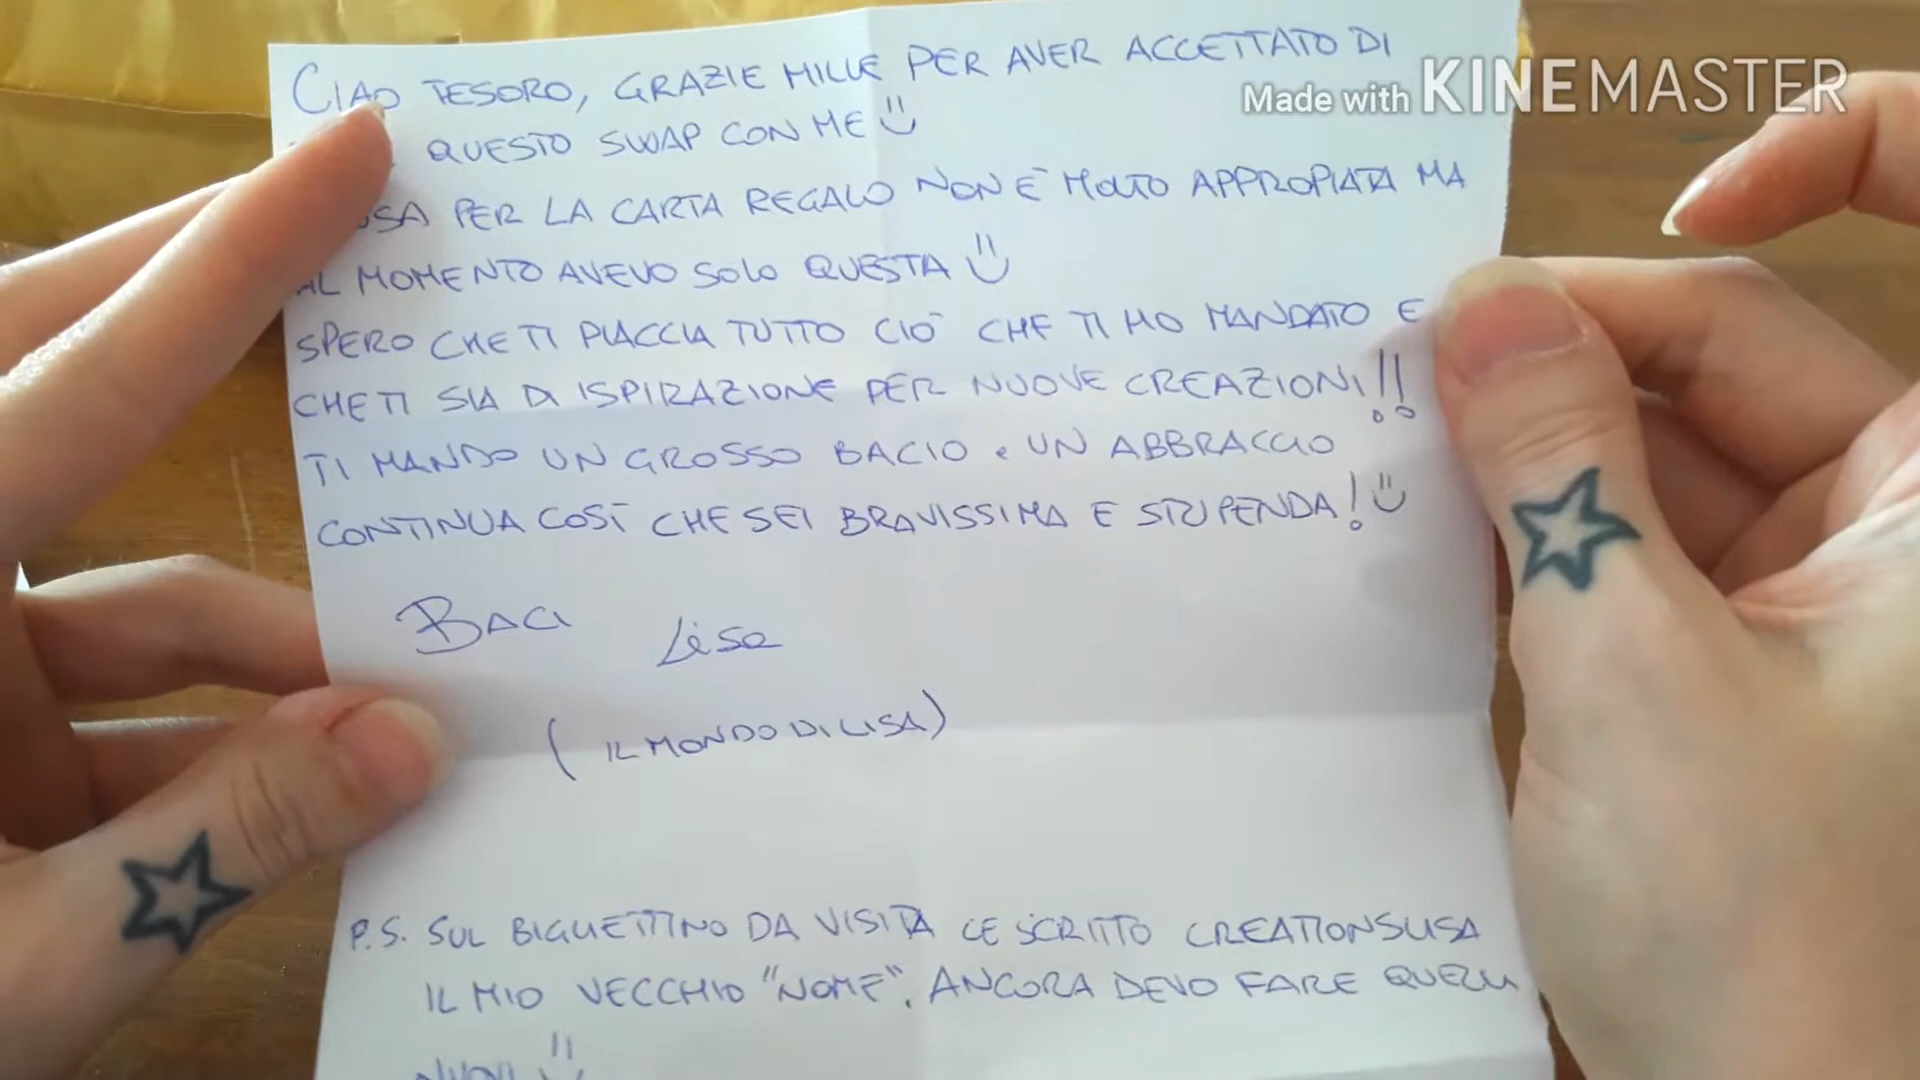 CIAO TESORO, GRAZIE MILLE PER AVER ACCETTATO DI
Made with KINEMASTER
QUESTO SWAP CON ME
PER LA CARTA REGALO NON È MOLTO APPROPIATA MA
AL MOMENTO AVEVO SOLO QUESTA
SPERO CHE TI PIACCIA TUTTO CIÒ CHE TI HO MANDATO E
CHE TI SIA DI ISPIRAZIONE PER NUOVE CREAZIONI!!
TI MANDO UN GROSSO BACIO e UN ABBRACCIO
CONTINUA COSÌ CHE SEI BRAVISSIMA E STUPENDA!
BACI Lisa
(IL MONDO DI LISA)
P.S. SUL BIGLIETTINO DA VISITA CE SCRITTO CREATIONSLISA
IL MIO VECCHIO "NOME". ANCORA DEVO FARE QUELLI
NUOVI